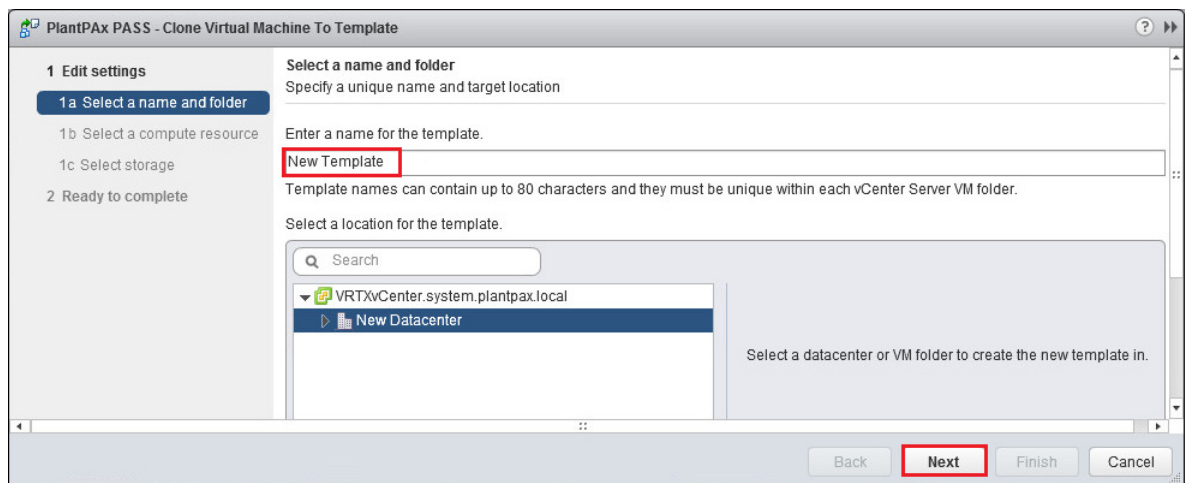 PlantPAx PASS - Clone Virtual Machine To Template
1 Edit settings
1a Select a name and folder
1b Select a compute resource
1c Select storage
2 Ready to complete
Select a name and folder
Specify a unique name and target location
Enter a name for the template.
New Template
Template names can contain up to 80 characters and they must be unique within each vCenter Server VM folder.
Select a location for the template.
Search
VRTXvCenter.system.plantpax.local
New Datacenter
Select a datacenter or VM folder to create the new template in.
Back
Next
Finish
Cancel